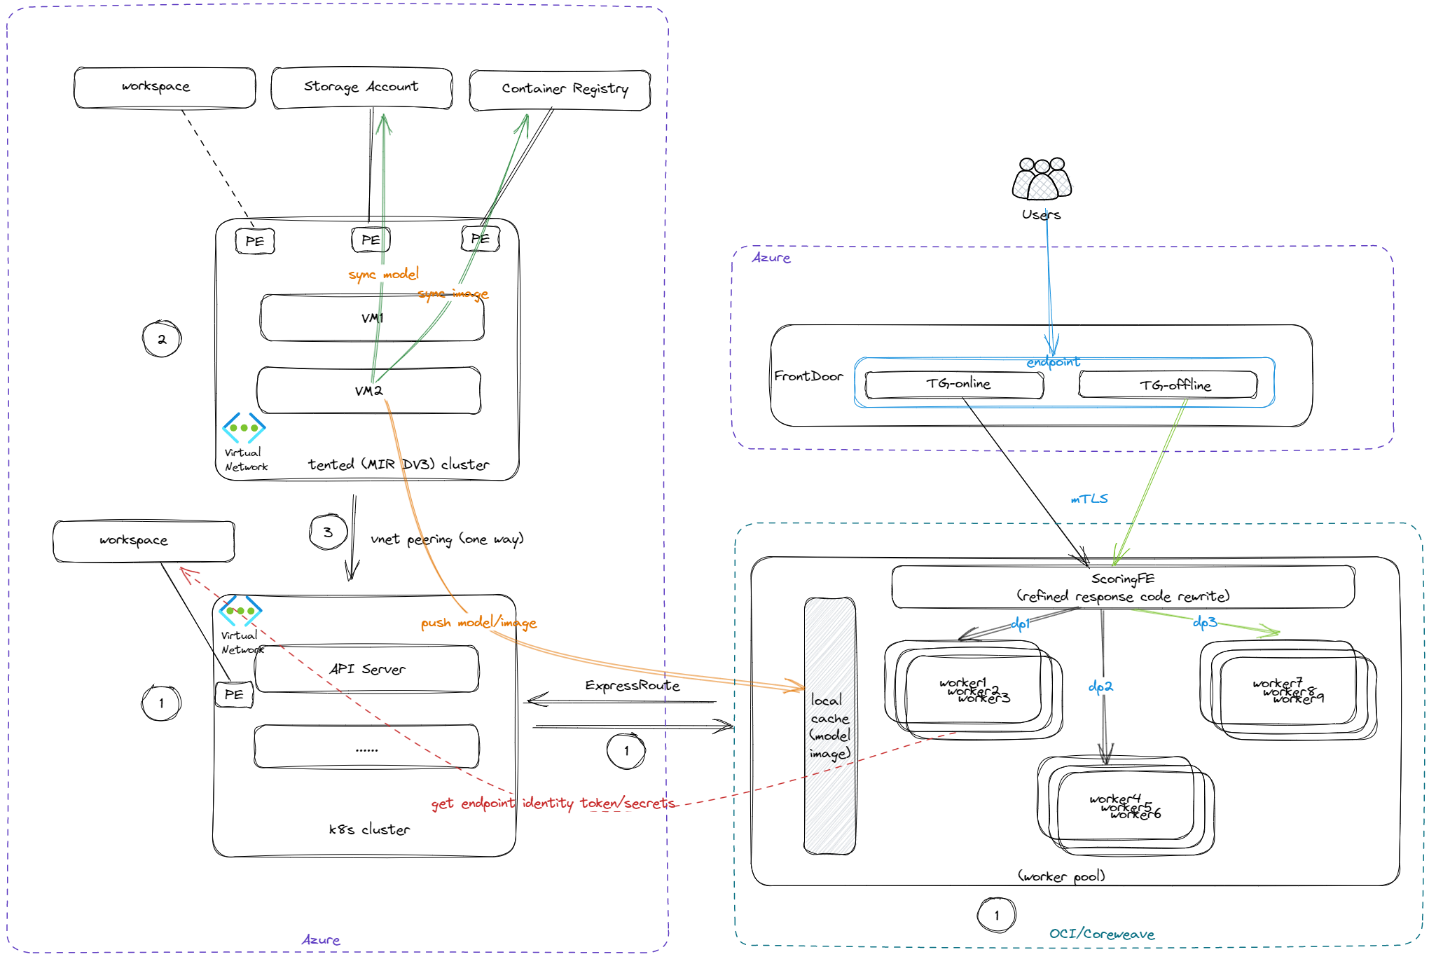 workspace
Storage Account
Container Registry
PE
PE
PE
sync model
sync image
VM1
2
VM2
Virtual
Network
tented (MIR DV3) cluster
3
vnet peering (one way)
workspace
Virtual
Network
push model/image
API Server
PE
1
......
get endpoint identity token/secrets
k8s cluster
Azure
ExpressRoute
1
Users
Azure
endpoint
FrontDoor
TG-online
TG-offline
mTLS
ScoringFE
(refined response code rewrite)
dp1
dp3
dp2
local
cache
(model
image)
worker1
worker2
worker3
worker7
worker8
worker9
worker4
worker5
worker6
(worker pool)
1
OCI/Coreweave